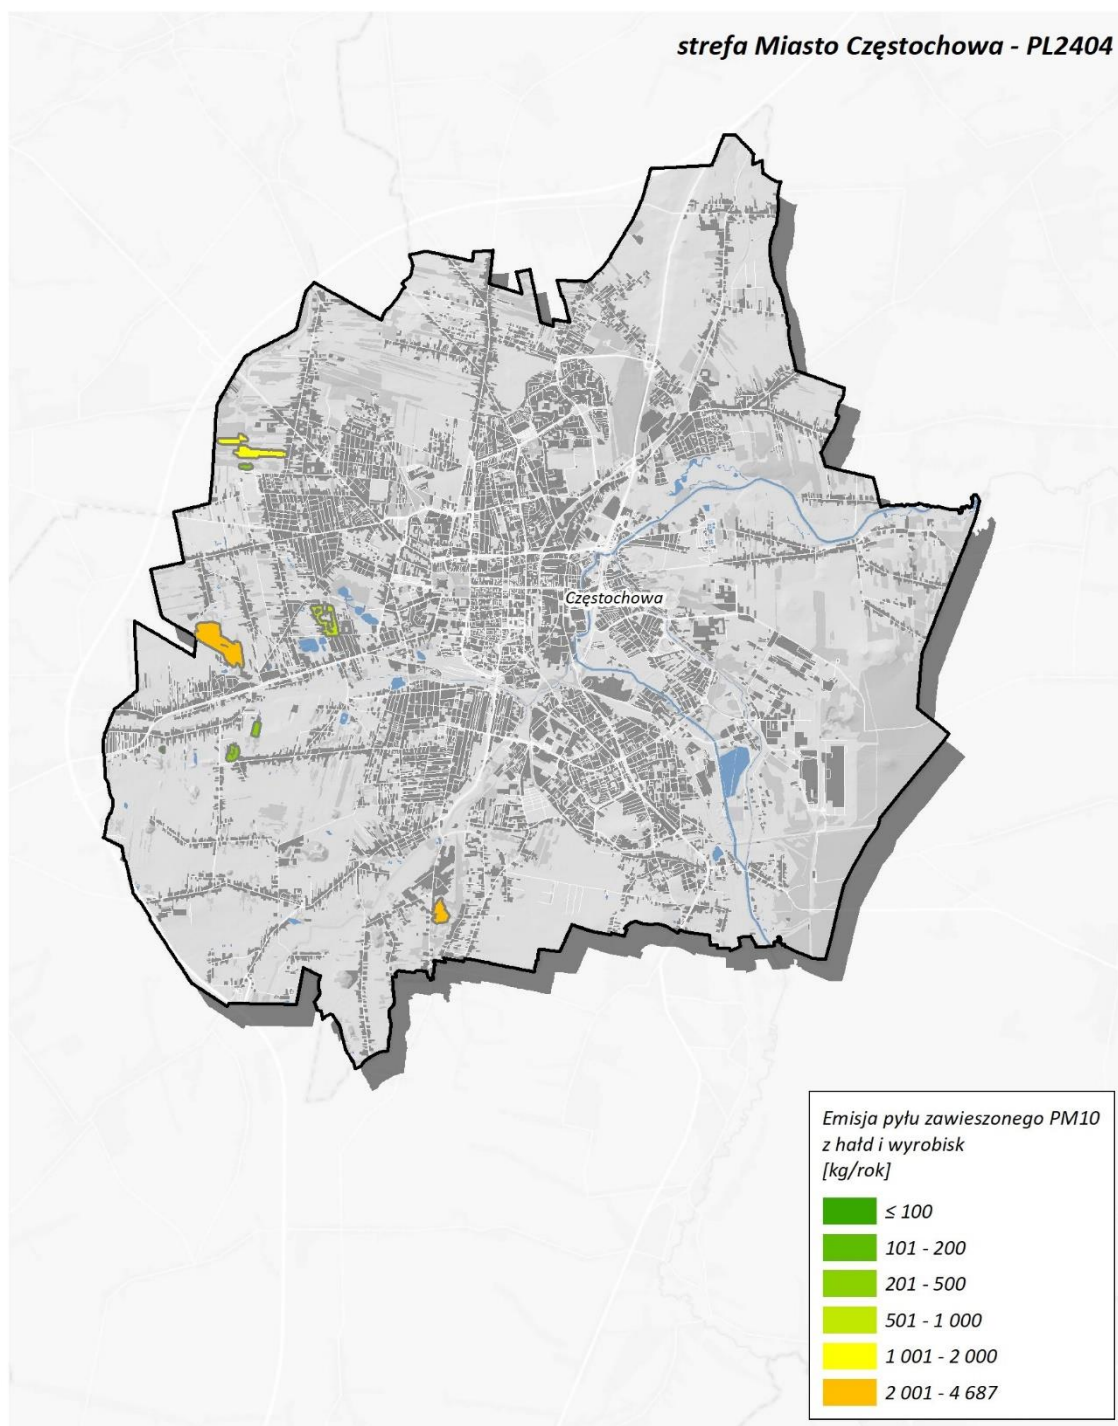 strefa Miasto Częstochowa - PL2404
Częstochowa
Emisja pyłu zawieszonego PM10
z hałd i wyrobisk
[kg/rok]
≤ 100
101 - 200
201 - 500
501 - 1 000
1 001 - 2 000
2 001 - 4 687